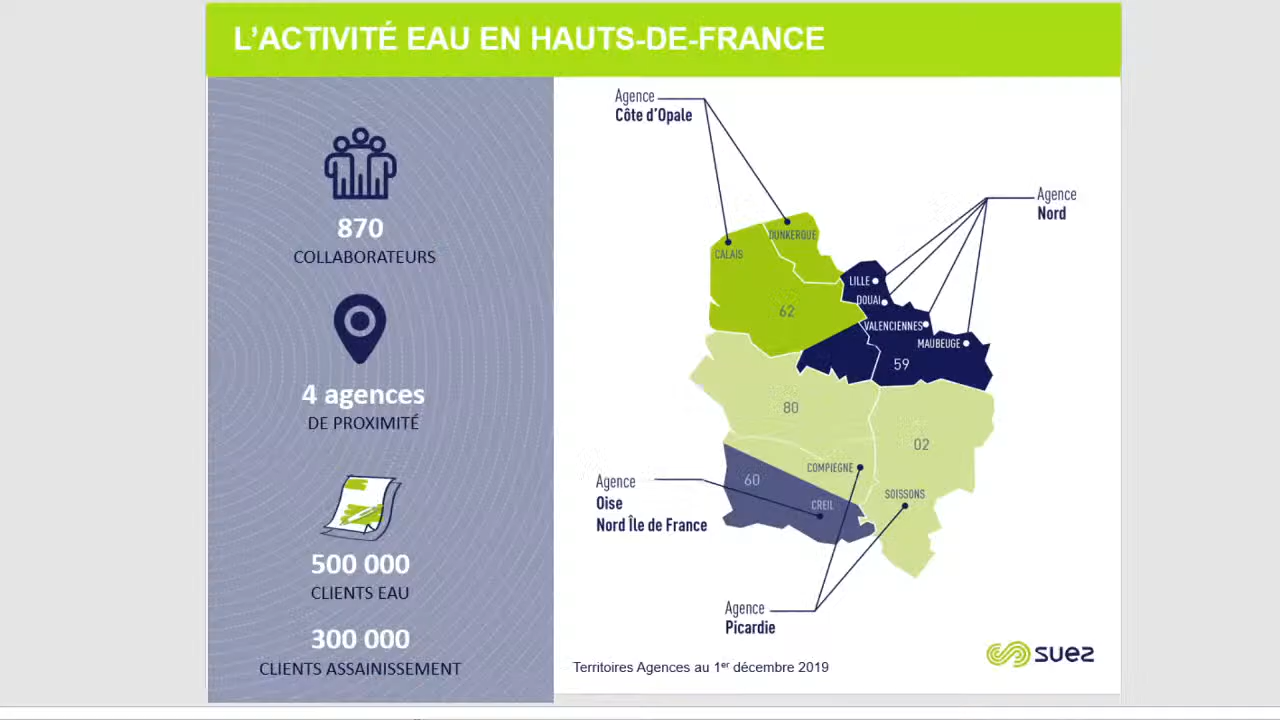 L'ACTIVITÉ EAU EN HAUTS-DE-FRANCE
870
COLLABORATEURS
4 agences
DE PROXIMITÉ
500 000
CLIENTS EAU
300 000
CLIENTS ASSAINISSEMENT
Agence
Côte d'Opale
Agence
Nord
DUNKERQUE
CALAIS
LILLE
DOUAI
62
VALENCIENNES
MAUBEUGE
59
80
02
COMPIEGNE
60
Agence
Oise
Nord Île de France
SOISSONS
CREIL
Agence
Picardie
suez
Territoires Agences au 1er décembre 2019